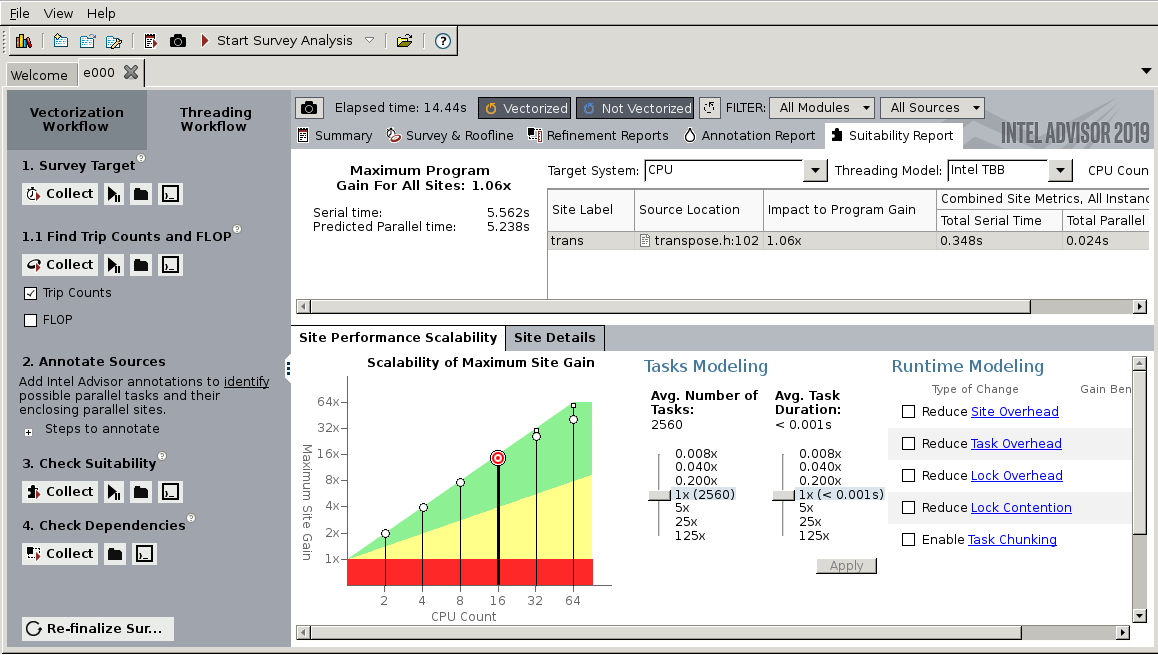 File View Help
Start Survey Analysis
Welcome e000
Vectorization
Workflow
Threading
Workflow
1. Survey Target
Collect
1.1 Find Trip Counts and FLOP
Collect
Trip Counts
FLOP
2. Annotate Sources
Add Intel Advisor annotations to identify
possible parallel tasks and their
enclosing parallel sites.
Steps to annotate
3. Check Suitability
Collect
4. Check Dependencies
Collect
Re-finalize Sur...
Elapsed time: 14.44s Vectorized Not Vectorized FILTER: All Modules All Sources
Summary Survey & Roofline Refinement Reports Annotation Report Suitability Report
INTEL ADVISOR 2019
Maximum Program
Gain For All Sites: 1.06x
Serial time: 5.562s
Predicted Parallel time: 5.238s
Target System: CPU Threading Model: Intel TBB CPU Coun
Site Label Source Location Impact to Program Gain Combined Site Metrics, All Instanc
Total Serial Time Total Parallel
trans transpose.h:102 1.06x 0.348s 0.024s
Site Performance Scalability Site Details
Scalability of Maximum Site Gain
Maximum Site Gain
64x
32x
16x
8x
4x
2x
1x
2 4 8 16 32 64
CPU Count
Tasks Modeling
Avg. Number of
Tasks:
2560
0.008x
0.040x
0.200x
1x (2560)
5x
25x
125x
Avg. Task
Duration:
< 0.001s
0.008x
0.040x
0.200x
1x (< 0.001s)
5x
25x
125x
Apply
Runtime Modeling
Type of Change Gain Ben
Reduce Site Overhead
Reduce Task Overhead
Reduce Lock Overhead
Reduce Lock Contention
Enable Task Chunking